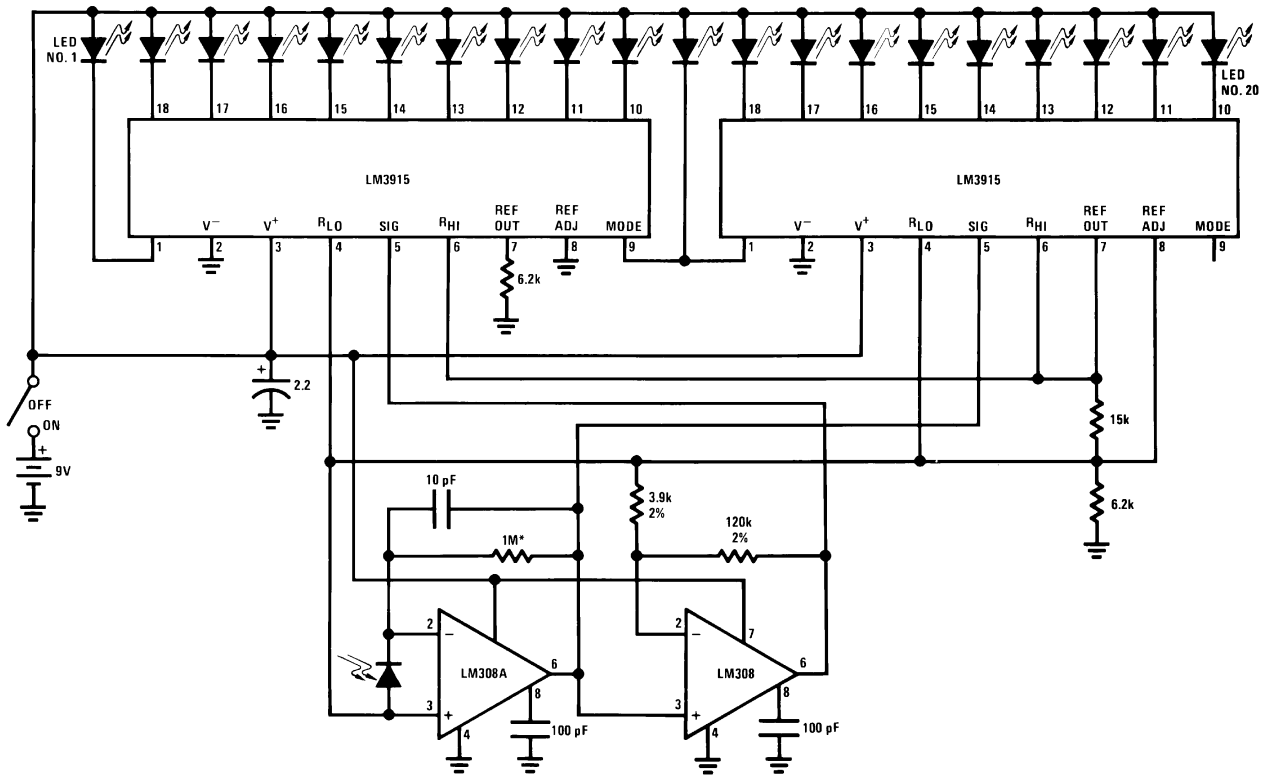 LED
NO. 1
LED
NO. 20
18 17 16 15 14 13 12 11 10
18 17 16 15 14 13 12 11 10
LM3915
LM3915
V− V+ RLO SIG RHI REF OUT REF ADJ MODE
V− V+ RLO SIG RHI REF OUT REF ADJ MODE
1 2 3 4 5 6 7 8 9
1 2 3 4 5 6 7 8 9
6.2k
+
2.2
OFF
ON
+
9V
15k
6.2k
10 pF
1M*
3.9k
2%
120k
2%
2
−
LM308A
6
8
3
+
4
100 pF
2
−
7
LM308
6
8
3
+
4
100 pF